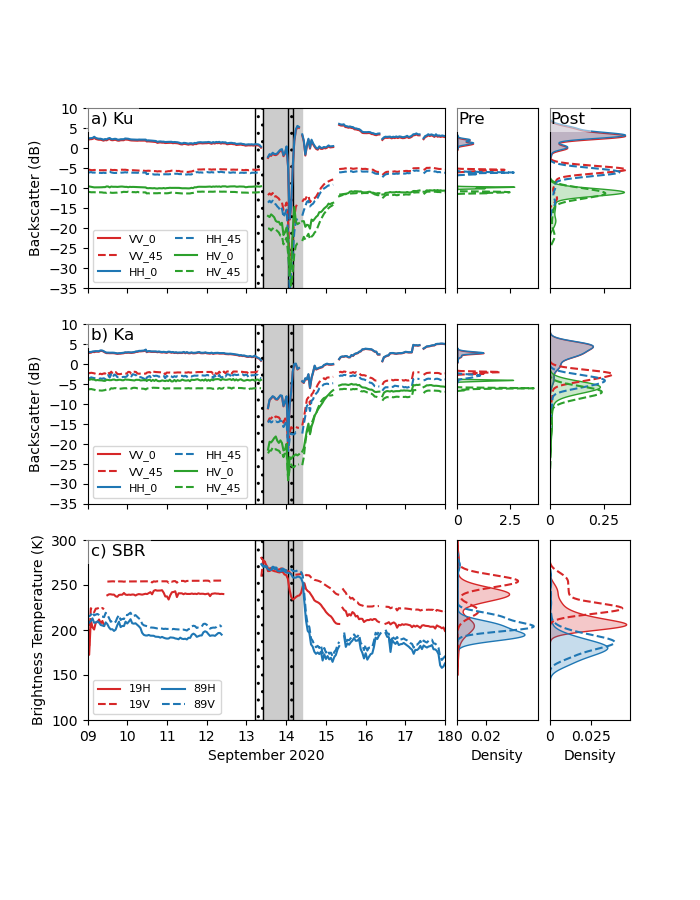 10
5
0
−5
−10
−15
−20
−25
−30
−35
Backscatter (dB)
a) Ku
Pre
Post
VV_0
VV_45
HH_0
HH_45
HV_0
HV_45
10
5
0
−5
−10
−15
−20
−25
−30
−35
Backscatter (dB)
b) Ka
VV_0
VV_45
HH_0
HH_45
HV_0
HV_45
0
2.5
0
0.25
300
250
200
150
100
Brightness Temperature (K)
c) SBR
19H
19V
89H
89V
09
10
11
12
13
14
15
16
17
18
0
0.02
0
0.025
September 2020
Density
Density